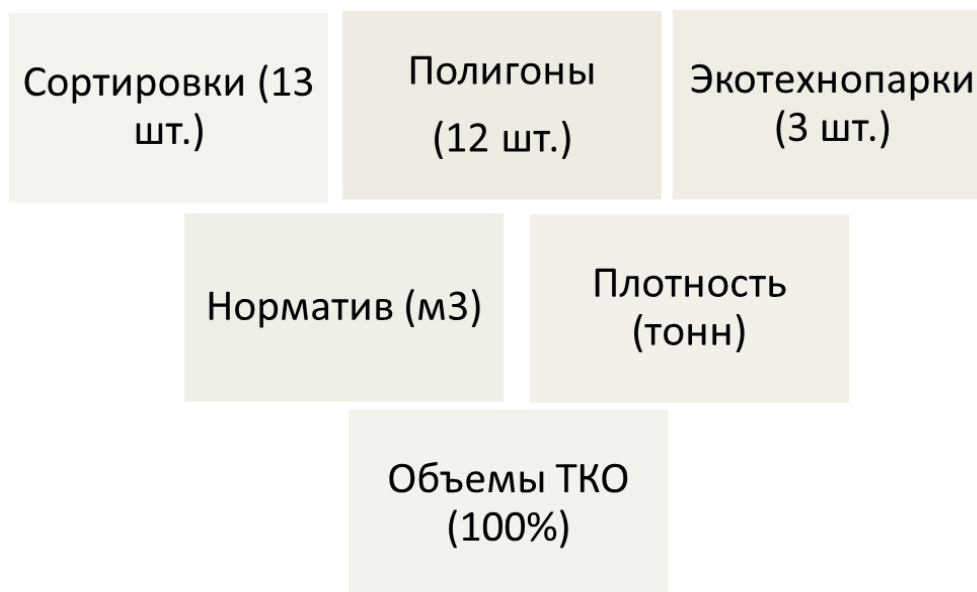 Сортировки (13
шт.)
Полигоны
(12 шт.)
Экотехнопарки
(3 шт.)
Норматив (м3)
Плотность
(тонн)
Объемы ТКО
(100%)